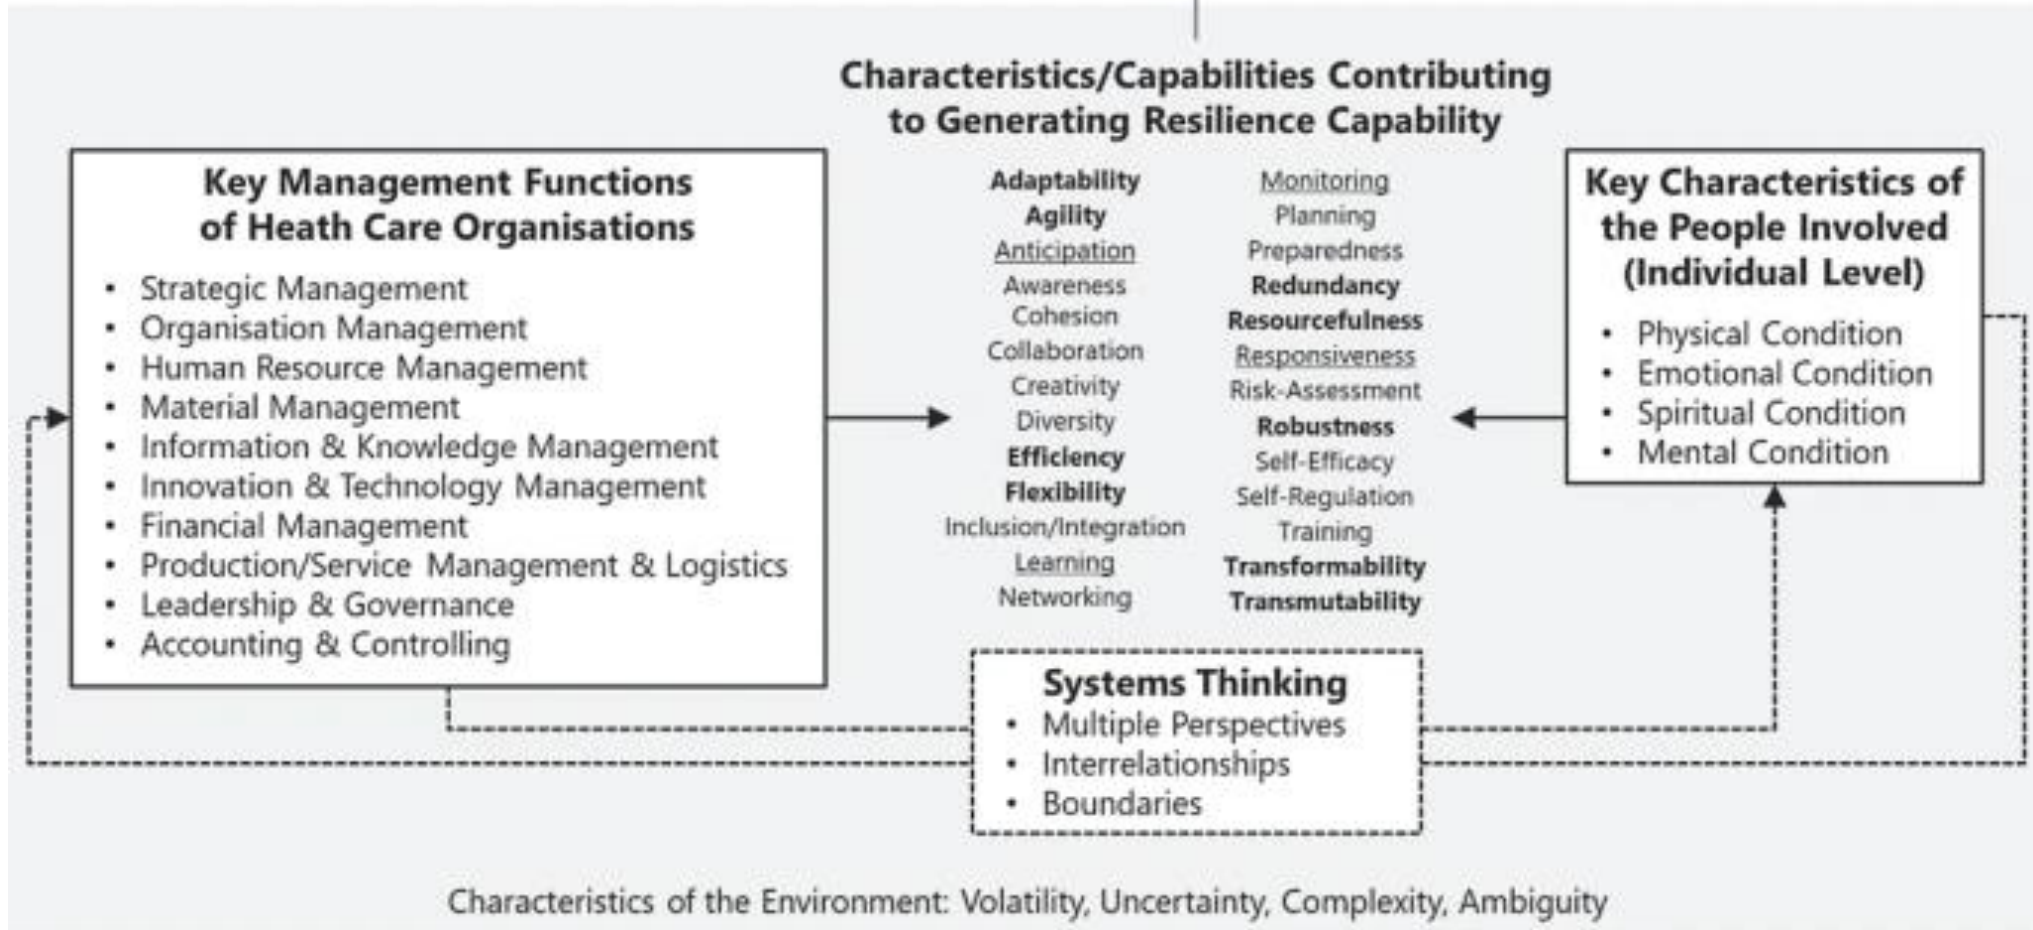 Characteristics/Capabilities Contributing
to Generating Resilience Capability
Key Management Functions
of Heath Care Organisations
• Strategic Management
• Organisation Management
• Human Resource Management
• Material Management
• Information & Knowledge Management
• Innovation & Technology Management
• Financial Management
• Production/Service Management & Logistics
• Leadership & Governance
• Accounting & Controlling
Adaptability
Agility
Anticipation
Awareness
Cohesion
Collaboration
Creativity
Diversity
Efficiency
Flexibility
Inclusion/Integration
Learning
Networking
Monitoring
Planning
Preparedness
Redundancy
Resourcefulness
Responsiveness
Risk-Assessment
Robustness
Self-Efficacy
Self-Regulation
Training
Transformability
Transmutability
Key Characteristics of
the People Involved
(Individual Level)
• Physical Condition
• Emotional Condition
• Spiritual Condition
• Mental Condition
Systems Thinking
• Multiple Perspectives
• Interrelationships
• Boundaries
Characteristics of the Environment: Volatility, Uncertainty, Complexity, Ambiguity